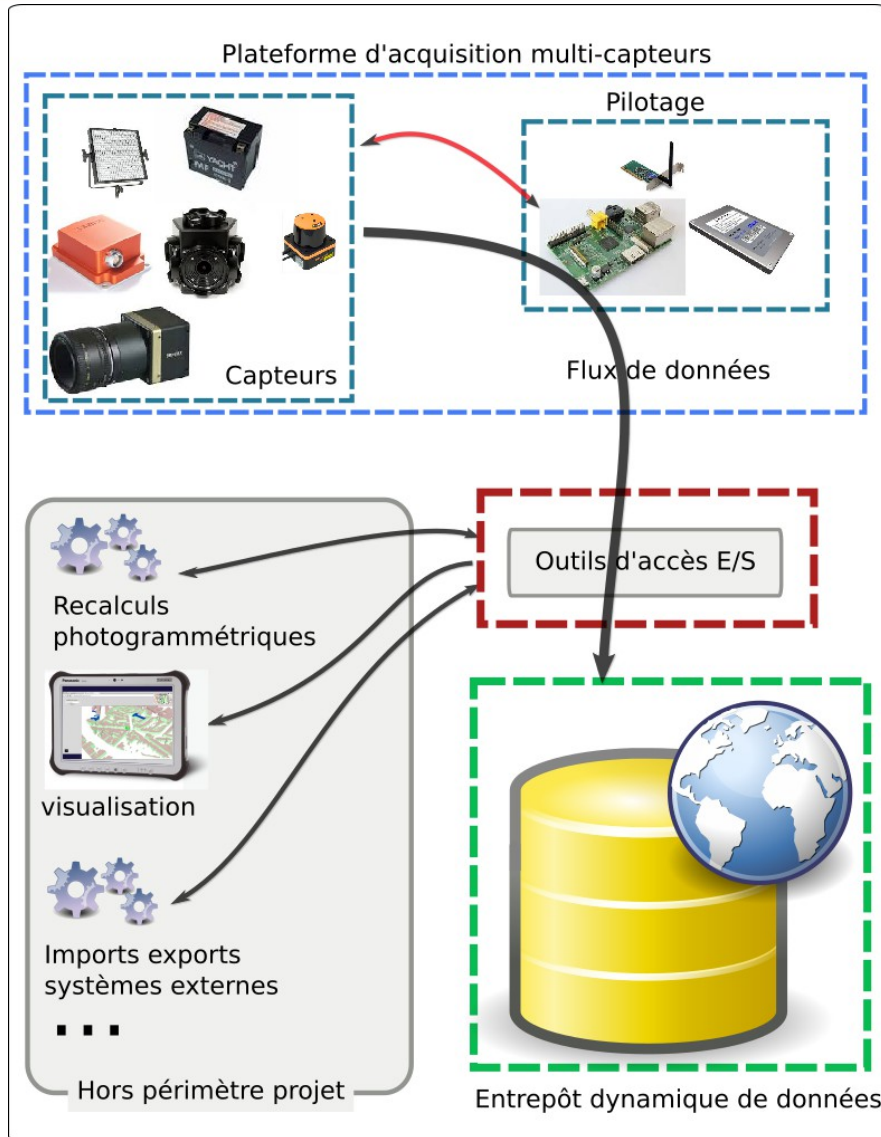 Plateforme d'acquisition multi-capteurs
Pilotage
YACHT
Capteurs
Flux de données
Outils d'accès E/S
Recalculs
photogrammétriques
visualisation
Imports exports
systèmes externes
...
Hors périmètre projet
Entrepôt dynamique de données